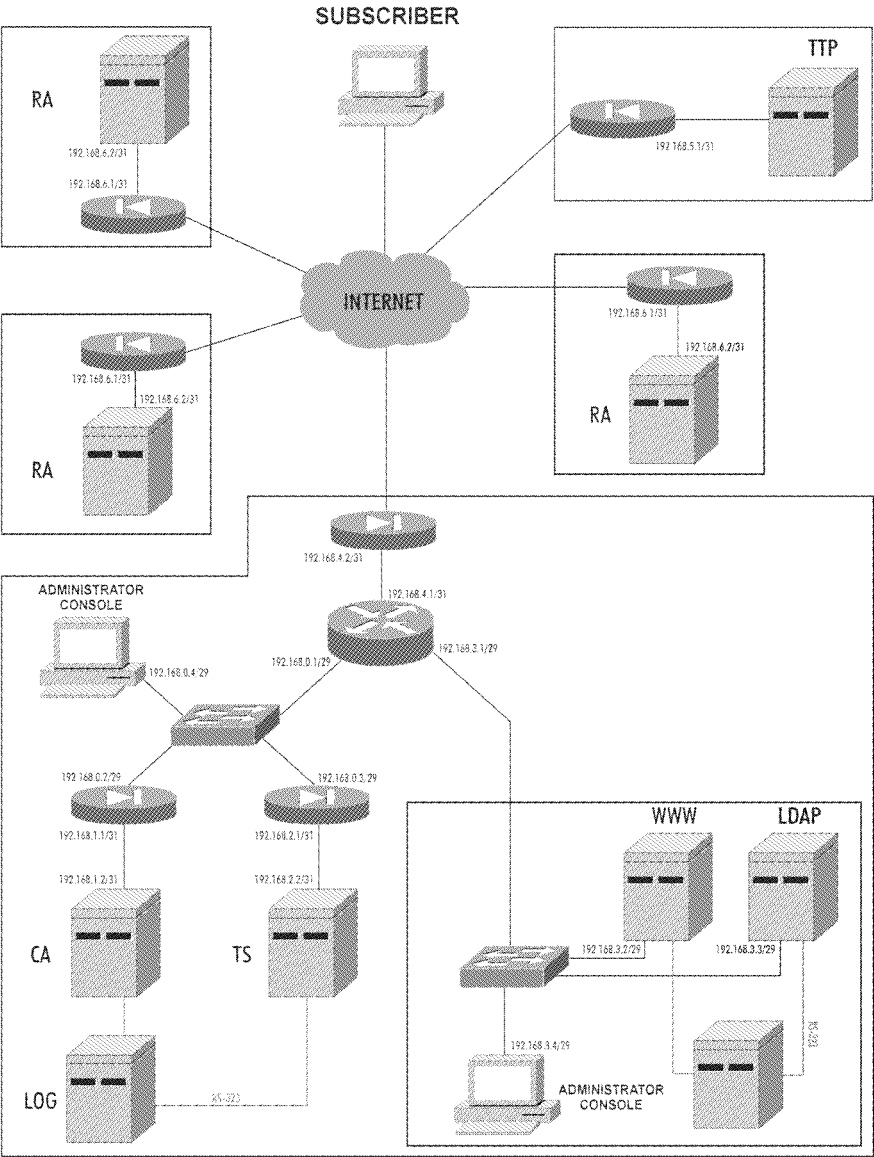 SUBSCRIBER
TTP
RA
192.168.6.2/31
192.168.6.1/31
192.168.5.1/31
INTERNET
192.168.6.1/31
192.168.6.2/31
RA
192.168.6.1/31
192.168.6.2/31
RA
192.168.4.2/31
192.168.4.1/31
ADMINISTRATOR
CONSOLE
192.168.0.4/29
192.168.0.1/29
192.168.3.1/29
192.168.0.2/29
192.168.0.3/29
192.168.1.1/31
192.168.2.1/31
192.168.1.2/31
192.168.2.2/31
CA
TS
WWW
LDAP
192.168.3.2/29
192.168.3.3/29
RS-323
192.168.3.4/29
ADMINISTRATOR
CONSOLE
LOG
RS-323